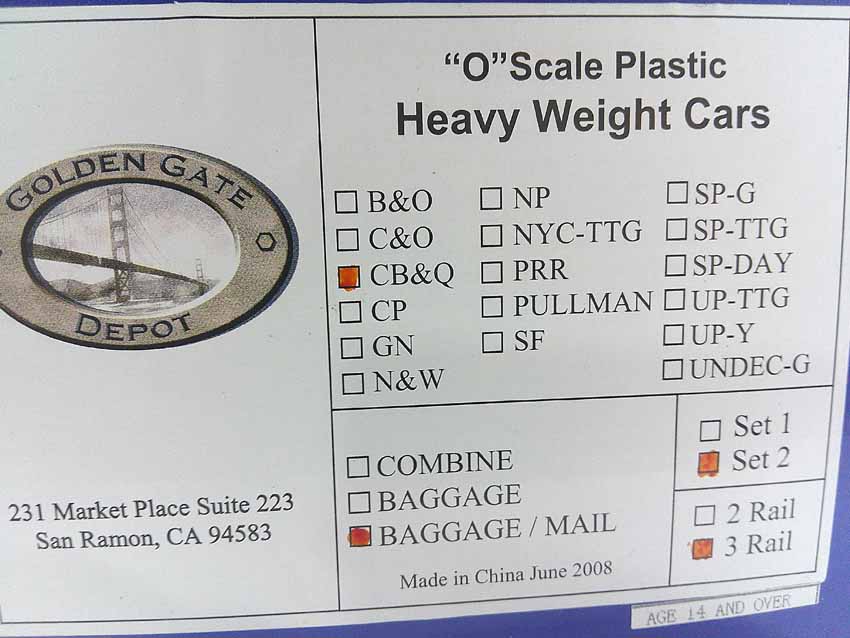 GOLDEN GATE
DEPOT
231 Market Place Suite 223
San Ramon, CA 94583
“O”Scale Plastic
Heavy Weight Cars
B&O
C&O
CB&Q
CP
GN
N&W
NP
NYC-TTG
PRR
PULLMAN
SF
SP-G
SP-TTG
SP-DAY
UP-TTG
UP-Y
UNDEC-G
COMBINE
BAGGAGE
BAGGAGE / MAIL
Made in China June 2008
Set 1
Set 2
2 Rail
3 Rail
AGE 14 AND OVER